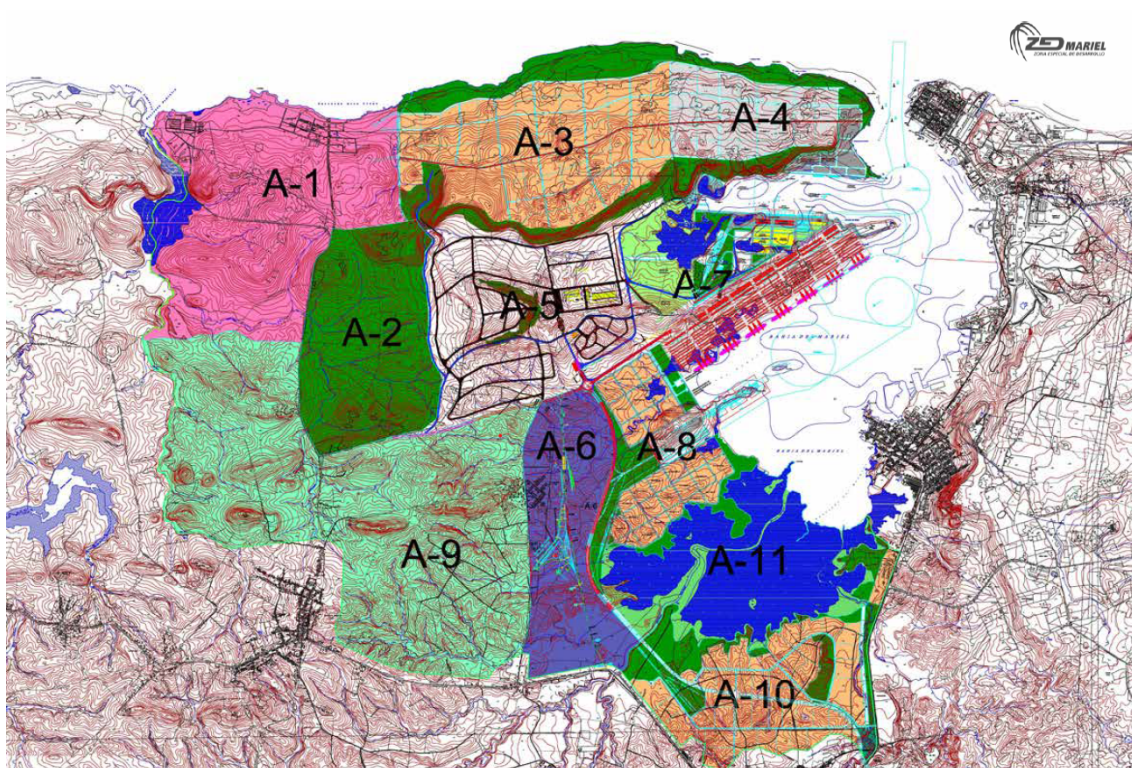 ZED MARIEL
ZONA ESPECIAL DE DESARROLLO
A-4
A-3
A-1
A-7
A-5
A-2
BAHIA DEL MARIEL
A-6
A-8
BAHIA DEL MARIEL
A-9
A-11
A-10